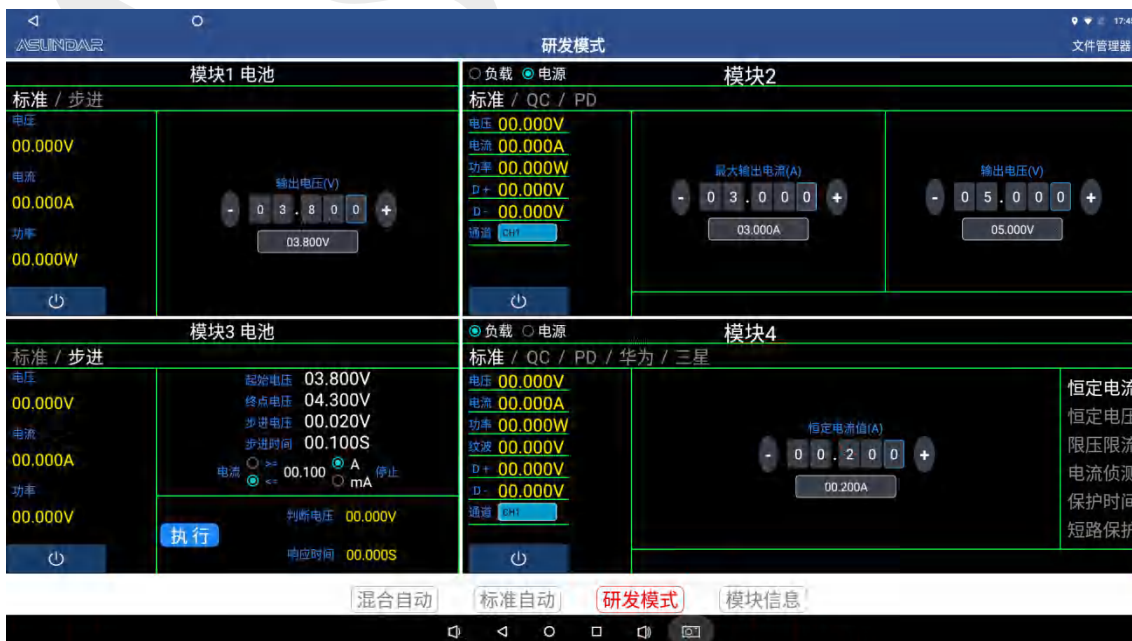 17:4
ASUNDAR
研发模式
文件管理器
模块1 电池
标准 / 步进
电压
00.000V
电流
00.000A
功率
00.000W
输出电压(V)
- 0 3 . 8 0 0 +
03.800V
负载 电源
模块2
标准 / QC / PD
电压 00.000V
电流 00.000A
功率 00.000W
D+ 00.000V
D- 00.000V
通道 CH1
最大输出电流(A)
- 0 3 . 0 0 0 +
03.000A
输出电压(V)
- 0 5 . 0 0 0 +
05.000V
模块3 电池
标准 / 步进
电压
00.000V
电流
00.000A
功率
00.000V
起始电压 03.800V
终点电压 04.300V
步进电压 00.020V
步进时间 00.100S
电流 >= <= 00.100 A mA 停止
执行
判断电压 00.000V
响应时间 00.000S
负载 电源
模块4
标准 / QC / PD / 华为 / 三星
电压 00.000V
电流 00.000A
功率 00.000W
纹波 00.000V
D+ 00.000V
D- 00.000V
通道 CH1
恒定电流值(A)
- 0 0 . 2 0 0 +
00.200A
恒定电流
恒定电压
限压限流
电流侦测
保护时间
短路保护
混合自动 标准自动 研发模式 模块信息